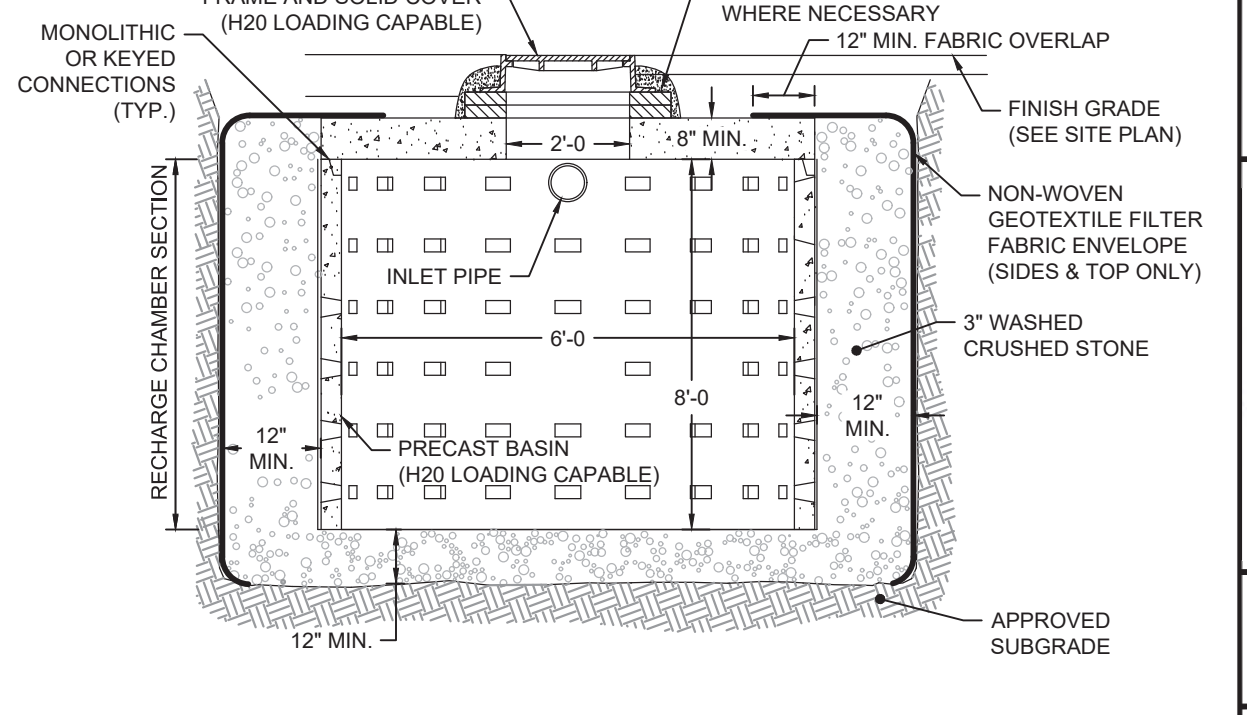 FRAME AND SOLID COVER
(H20 LOADING CAPABLE)
WHERE NECESSARY
MONOLITHIC
OR KEYED
CONNECTIONS
(TYP.)
12" MIN. FABRIC OVERLAP
FINISH GRADE
(SEE SITE PLAN)
2'-0
8" MIN.
RECHARGE CHAMBER SECTION
NON-WOVEN
GEOTEXTILE FILTER
FABRIC ENVELOPE
(SIDES & TOP ONLY)
INLET PIPE
3" WASHED
CRUSHED STONE
6'-0
8'-0
12"
MIN.
12"
MIN.
PRECAST BASIN
(H20 LOADING CAPABLE)
12" MIN.
APPROVED
SUBGRADE